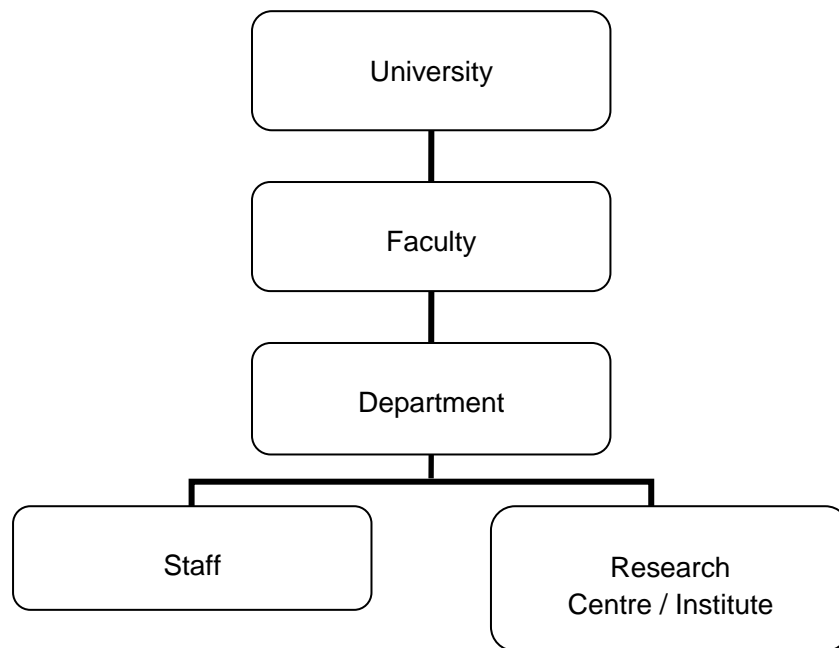 University
Faculty
Department
Staff
Research
Centre / Institute